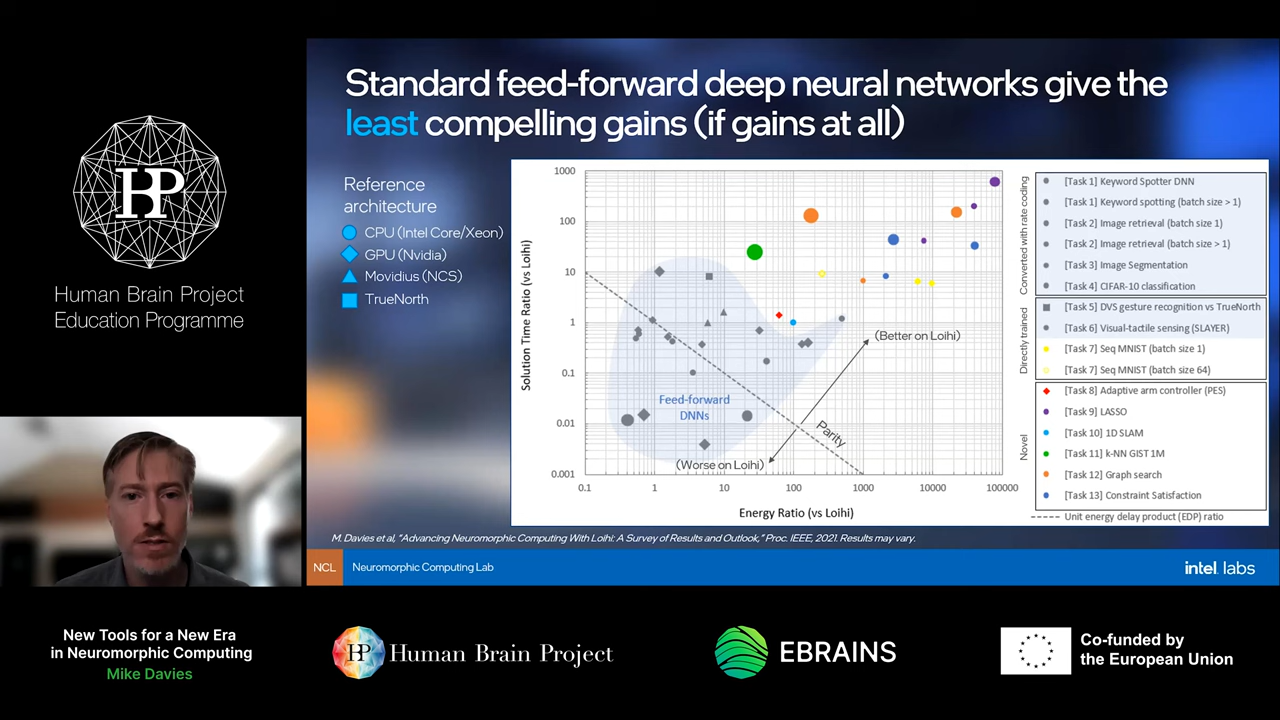 HP
Human Brain Project
Education Programme
Standard feed-forward deep neural networks give the
least compelling gains (if gains at all)
Reference
architecture
CPU (Intel Core/Xeon)
GPU (Nvidia)
Movidius (NCS)
TrueNorth
Solution Time Ratio (vs Loihi)
1000
100
10
1
0.1
0.01
0.001
0.1
1
10
100
1000
10000
100000
Energy Ratio (vs Loihi)
Feed-forward
DNNs
(Better on Loihi)
(Worse on Loihi)
Parity
Converted with rate coding
[Task 1] Keyword Spotter DNN
[Task 1] Keyword spotting (batch size > 1)
[Task 2] Image retrieval (batch size 1)
[Task 2] Image retrieval (batch size > 1)
[Task 3] Image Segmentation
[Task 4] CIFAR-10 classification
Directly trained
[Task 5] DVS gesture recognition vs TrueNorth
[Task 6] Visual-tactile sensing (SLAYER)
[Task 7] Seq MNIST (batch size 1)
[Task 7] Seq MNIST (batch size 64)
Novel
[Task 8] Adaptive arm controller (PES)
[Task 9] LASSO
[Task 10] 1D SLAM
[Task 11] k-NN GIST 1M
[Task 12] Graph search
[Task 13] Constraint Satisfaction
Unit energy delay product (EDP) ratio
M. Davies et al, “Advancing Neuromorphic Computing With Loihi: A Survey of Results and Outlook,” Proc. IEEE, 2021. Results may vary.
NCL
Neuromorphic Computing Lab
intel labs
New Tools for a New Era
in Neuromorphic Computing
Mike Davies
HP
Human Brain Project
EBRAINS
Co-funded by
the European Union